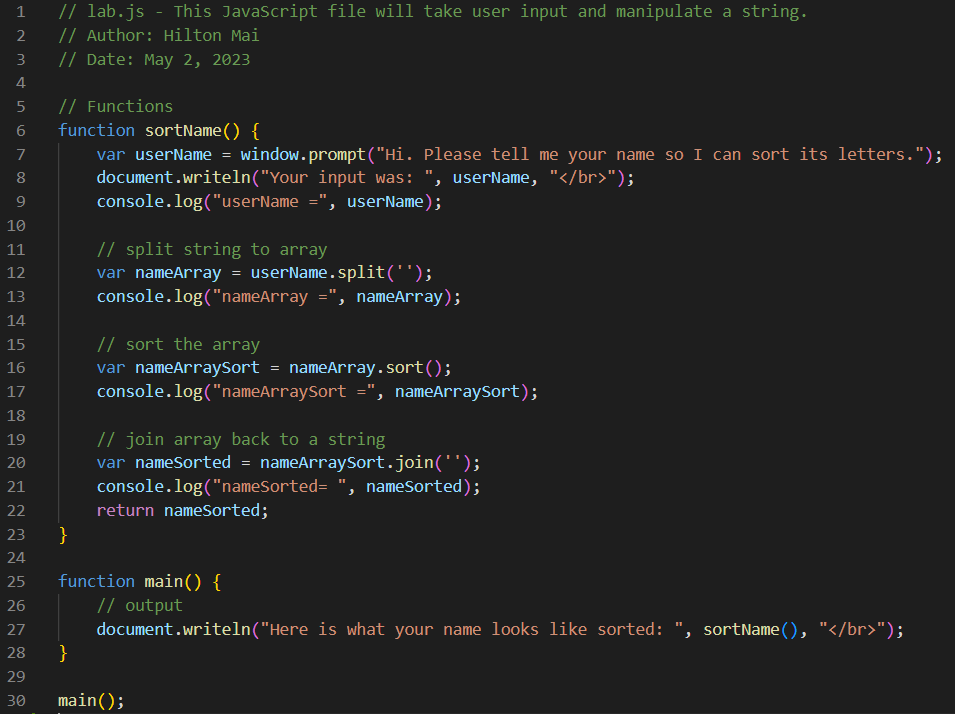 1 // lab.js - This JavaScript file will take user input and manipulate a string.
2 // Author: Hilton Mai
3 // Date: May 2, 2023
4
5 // Functions
6 function sortName() {
7     var userName = window.prompt("Hi. Please tell me your name so I can sort its letters.");
8     document.writeln("Your input was: ", userName, "</br>");
9     console.log("userName =", userName);
10
11     // split string to array
12     var nameArray = userName.split('');
13     console.log("nameArray =", nameArray);
14
15     // sort the array
16     var nameArraySort = nameArray.sort();
17     console.log("nameArraySort =", nameArraySort);
18
19     // join array back to a string
20     var nameSorted = nameArraySort.join('');
21     console.log("nameSorted= ", nameSorted);
22     return nameSorted;
23 }
24
25 function main() {
26     // output
27     document.writeln("Here is what your name looks like sorted: ", sortName(), "</br>");
28 }
29
30 main();